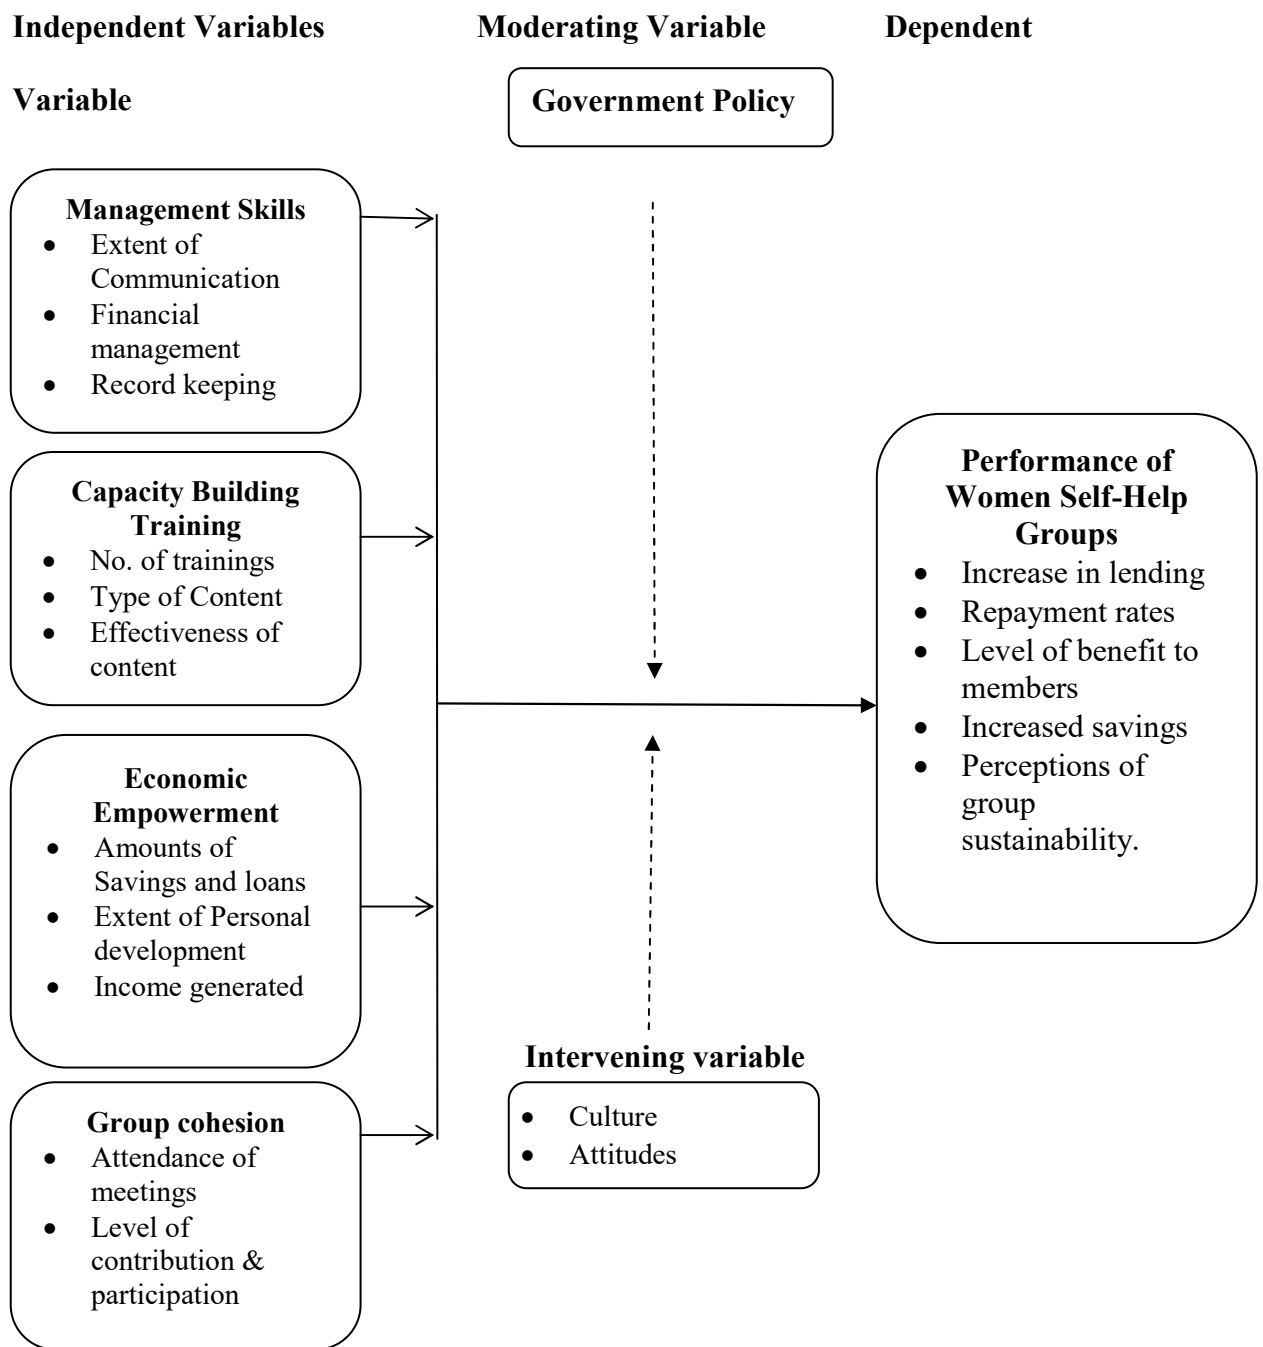 Independent Variables Moderating Variable Dependent
Variable
Government Policy
Management Skills
• Extent of
Communication
• Financial
management
• Record keeping
Capacity Building
Training
• No. of trainings
• Type of Content
• Effectiveness of
content
Economic
Empowerment
• Amounts of
Savings and loans
• Extent of Personal
development
• Income generated
Group cohesion
• Attendance of
meetings
• Level of
contribution &
participation
Intervening variable
• Culture
• Attitudes
Performance of
Women Self-Help
Groups
• Increase in lending
• Repayment rates
• Level of benefit to
members
• Increased savings
• Perceptions of
group
sustainability.